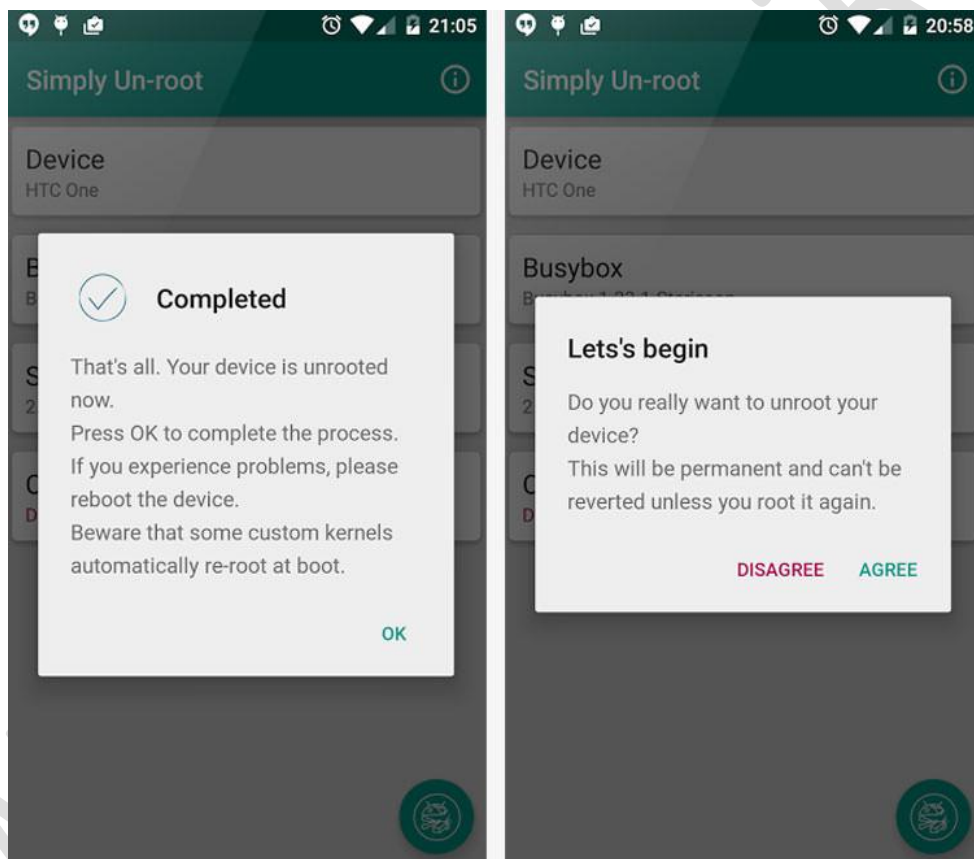 21:05
Simply Un-root
Device
HTC One
Completed
That's all. Your device is unrooted
now.
Press OK to complete the process.
If you experience problems, please
reboot the device.
Beware that some custom kernels
automatically re-root at boot.
OK
20:58
Simply Un-root
Device
HTC One
Busybox
Lets's begin
Do you really want to unroot your
device?
This will be permanent and can't be
reverted unless you root it again.
DISAGREE AGREE